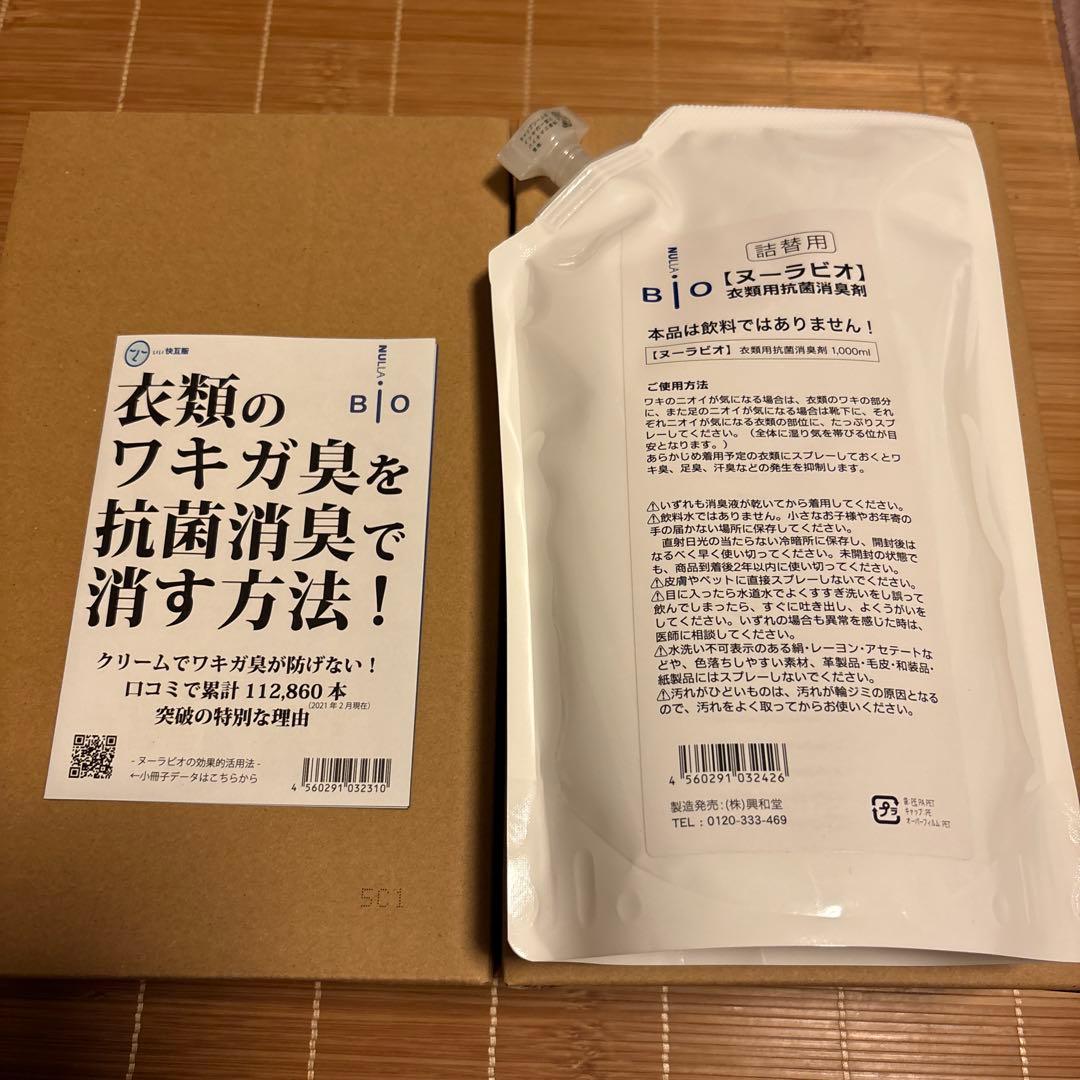 いい快互服
NULLA
BiO
衣類の
ワキガ臭を
抗菌消臭で
消す方法！
クリームでワキガ臭が防げない！
口コミで累計 112,860 本
（2021 年 2 月現在）
突破の特別な理由
- ヌーラビオの効果的活用法 -
←小冊子データはこちらから
4 560291 032310
SC1
詰替用
NULLA
BiO
【ヌーラビオ】
衣類用抗菌消臭剤
本品は飲料ではありません！
【ヌーラビオ】衣類用抗菌消臭剤 1,000ml
ご使用方法
ワキのニオイが気になる場合は、衣類のワキの部分
に、また足のニオイが気になる場合は靴下に、それ
ぞれニオイが気になる衣類の部位に、たっぷりスプ
レーしてください。（全体に湿り気を帯びる位が目
安となります。）
あらかじめ着用予定の衣類にスプレーしておくとワ
キ臭、足臭、汗臭などの発生を抑制します。
⚠いずれも消臭液が乾いてから着用してください。
⚠飲料水ではありません。小さなお子様やお年寄の
手の届かない場所に保存してください。
直射日光の当たらない冷暗所に保存し、開封後は
なるべく早く使い切ってください。未開封の状態で
も、商品到着後2年以内に使い切ってください。
⚠皮膚やペットに直接スプレーしないでください。
⚠目に入ったら水道水でよくすすぎ洗いをし誤って
飲んでしまったら、すぐに吐き出し、よくうがいを
してください。いずれの場合も異常を感じた時は、
医師に相談してください。
⚠水洗い不可表示のある絹・レーヨン・アセテートな
どや、色落ちしやすい素材、革製品・毛皮・和装品・
紙製品にはスプレーしないでください。
⚠汚れがひどいものは、汚れが輪ジミの原因となる
ので、汚れをよく取ってからお使いください。
4 560291 032426
製造発売：(株)興和堂
TEL：0120-333-469
プラ
袋:PE,PA,PET
キャップ:PE
オーバーフィルム:PET